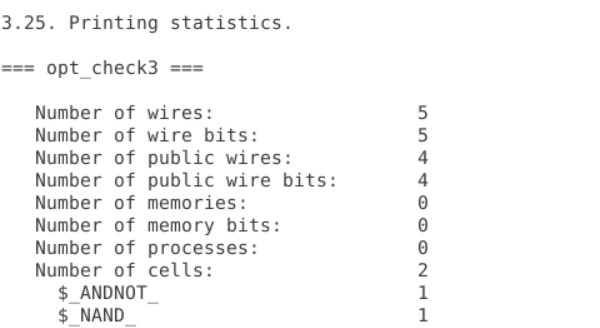 3.25. Printing statistics.
=== opt_check3 ===
Number of wires: 5
Number of wire bits: 5
Number of public wires: 4
Number of public wire bits: 4
Number of memories: 0
Number of memory bits: 0
Number of processes: 0
Number of cells: 2
$_ANDNOT_ 1
$_NAND_ 1